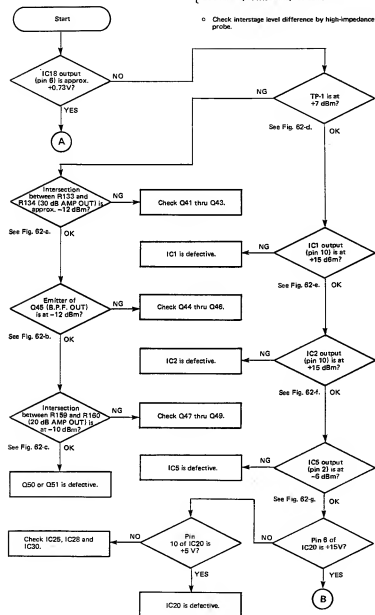 o Check interstage level difference by high-impedance
probe.
Start
IC18 output
(pin 6) is approx.
+0.73V?
NO
YES
A
NG
TP-1 is at
+7 dBm?
See Fig. 62-d.
OK
Intersection
between R133 and
R134 (30 dB AMP OUT) is
approx. -12 dBm?
NG
Check Q41 thru Q43.
See Fig. 62-a.
OK
IC1 output
(pin 10) is at
+15 dBm?
NG
IC1 is defective.
See Fig. 62-e.
OK
Emitter of
Q45 (B.P.F. OUT)
is at -12 dBm?
NG
Check Q44 thru Q46.
See Fig. 62-b.
OK
IC2 output
(pin 10) is at
+15 dBm?
NG
IC2 is defective.
See Fig. 62-f.
OK
Intersection
between R159 and R160
(20 dB AMP OUT) is
at -10 dBm?
NG
Check Q47 thru Q49.
See Fig. 62-c.
OK
Q50 or Q51 is defective.
IC5 output
(pin 2) is at
-6 dBm?
NG
IC5 is defective.
See Fig. 62-g.
OK
Pin 6 of
IC20 is +15V?
NO
YES
B
Pin
10 of IC20 is
+5 V?
NO
Check IC25, IC28 and
IC30.
YES
IC20 is defective.